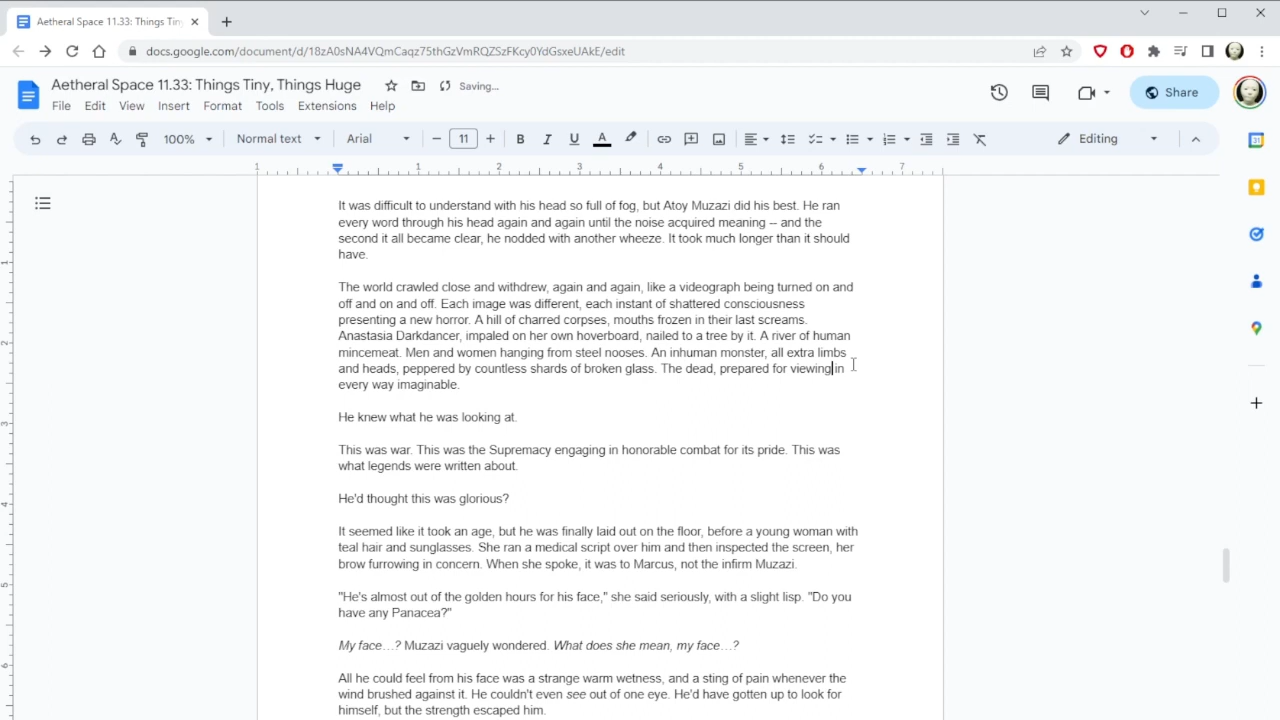 Aetheral Space 11.33: Things Tin
docs.google.com/document/d/18zA0sNA4VQmCaqz75thGzVmRQZSzFKcy0YdGsxeUAkE/edit
Aetheral Space 11.33: Things Tiny, Things Huge
Saving...
File Edit View Insert Format Tools Extensions Help
Share
100% Normal text Arial 11 B I U A Editing
1 1 2 3 4 5 6 7
It was difficult to understand with his head so full of fog, but Atoy Muzazi did his best. He ran
every word through his head again and again until the noise acquired meaning -- and the
second it all became clear, he nodded with another wheeze. It took much longer than it should
have.
The world crawled close and withdrew, again and again, like a videograph being turned on and
off and on and off. Each image was different, each instant of shattered consciousness
presenting a new horror. A hill of charred corpses, mouths frozen in their last screams.
Anastasia Darkdancer, impaled on her own hoverboard, nailed to a tree by it. A river of human
mincemeat. Men and women hanging from steel nooses. An inhuman monster, all extra limbs
and heads, peppered by countless shards of broken glass. The dead, prepared for viewing in
every way imaginable.
He knew what he was looking at.
This was war. This was the Supremacy engaging in honorable combat for its pride. This was
what legends were written about.
He'd thought this was glorious?
It seemed like it took an age, but he was finally laid out on the floor, before a young woman with
teal hair and sunglasses. She ran a medical script over him and then inspected the screen, her
brow furrowing in concern. When she spoke, it was to Marcus, not the infirm Muzazi.
"He's almost out of the golden hours for his face," she said seriously, with a slight lisp. "Do you
have any Panacea?"
My face…? Muzazi vaguely wondered. What does she mean, my face…?
All he could feel from his face was a strange warm wetness, and a sting of pain whenever the
wind brushed against it. He couldn't even see out of one eye. He'd have gotten up to look for
himself, but the strength escaped him.
1
2
3
4
5
6